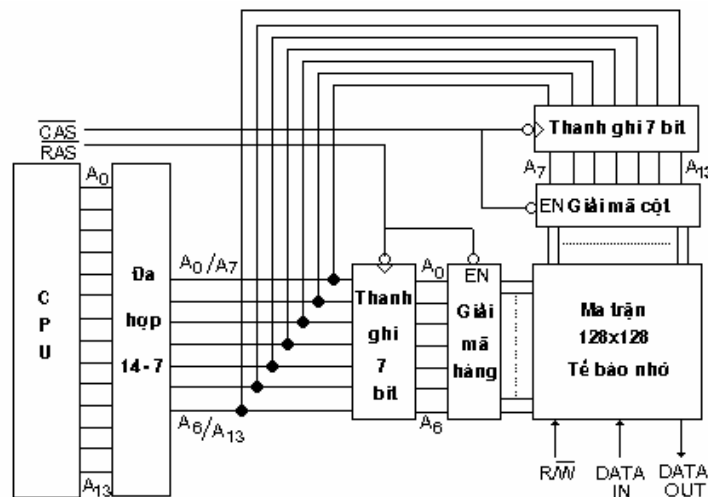 CAS
RAS
Thanh ghi 7 bit
A7
A13
EN Giải mã cột
A0
CPU
Đa
hợp
14 - 7
A0/A7
A6/A13
Thanh
ghi
7
bit
A0
A6
EN
Giải
mã
hàng
Ma trận
128x128
Tế bào nhớ
A13
R/W
DATA
IN
DATA
OUT